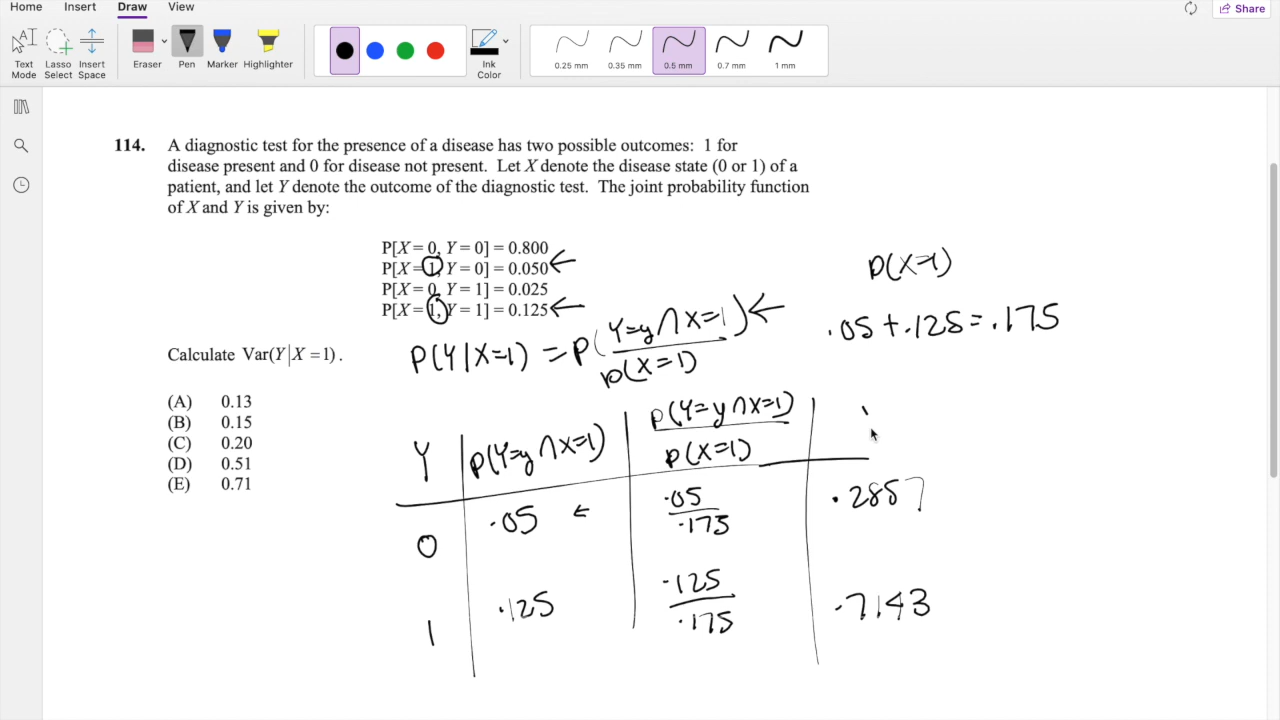 Home Insert Draw View Share
Text Mode Lasso Select Insert Space Eraser Pen Marker Highlighter Ink Color 0.25 mm 0.35 mm 0.5 mm 0.7 mm 1 mm
114. A diagnostic test for the presence of a disease has two possible outcomes: 1 for
disease present and 0 for disease not present. Let X denote the disease state (0 or 1) of a
patient, and let Y denote the outcome of the diagnostic test. The joint probability function
of X and Y is given by:
P[X = 0, Y = 0] = 0.800
P[X = 1, Y = 0] = 0.050 ←
P[X = 0, Y = 1] = 0.025
P[X = 1, Y = 1] = 0.125 ←
P(X=1)
.05 + .125 = .175
Calculate Var(Y | X = 1).
P(Y | X=1) = P(Y=y ∩ X=1) ←
P(X=1)
(A) 0.13
(B) 0.15
(C) 0.20
(D) 0.51
(E) 0.71
Y P(Y=y ∩ X=1) P(Y=y ∩ X=1)
P(X=1)
0 .05 ← .05
.175 .2857
1 .125 .125
.175 .7143